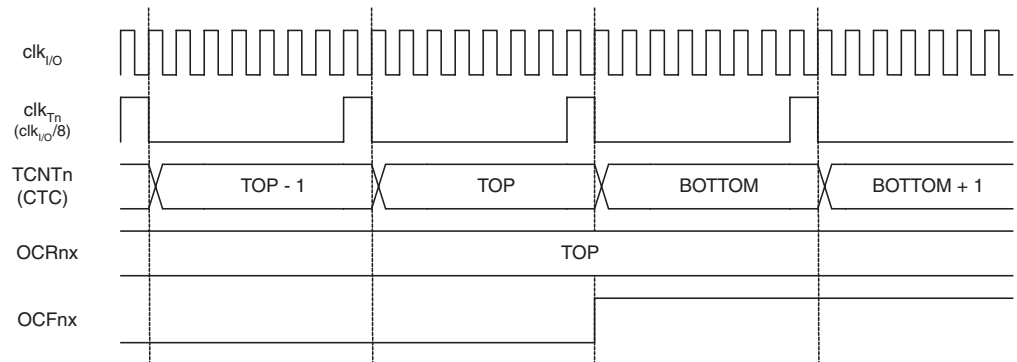 clkI/O
clkTn
(clkI/O/8)
TCNTn
(CTC)
TOP - 1
TOP
BOTTOM
BOTTOM + 1
OCRnx
TOP
OCFnx